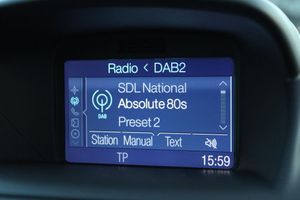 Radio < DAB2
SDL National
Absolute 80s
DAB
Preset 2
Station Manual Text
TP 15:59